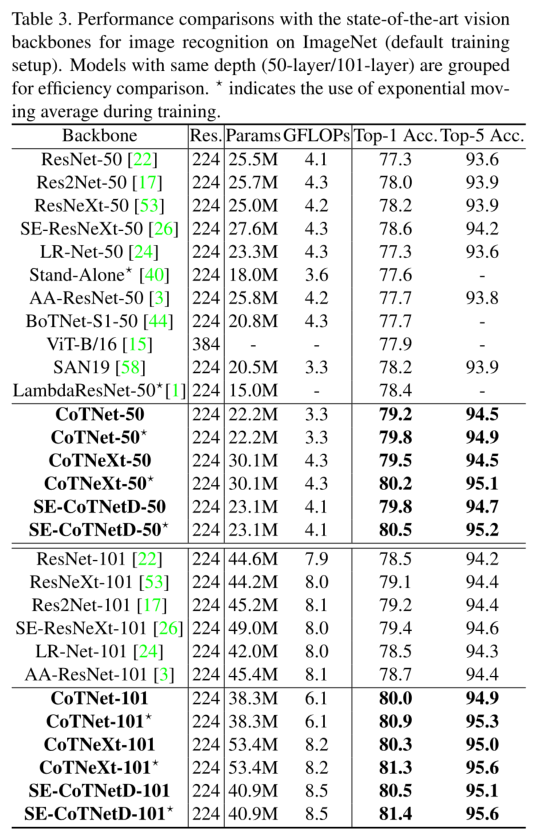 Table 3. Performance comparisons with the state-of-the-art vision
backbones for image recognition on ImageNet (default training
setup). Models with same depth (50-layer/101-layer) are grouped
for efficiency comparison. * indicates the use of exponential mov-
ing average during training.
Backbone Res. Params GFLOPs Top-1 Acc. Top-5 Acc.
ResNet-50 [22] 224 25.5M 4.1 77.3 93.6
Res2Net-50 [17] 224 25.7M 4.3 78.0 93.9
ResNeXt-50 [53] 224 25.0M 4.2 78.2 93.9
SE-ResNeXt-50 [26] 224 27.6M 4.3 78.6 94.2
LR-Net-50 [24] 224 23.3M 4.3 77.3 93.6
Stand-Alone* [40] 224 18.0M 3.6 77.6 -
AA-ResNet-50 [3] 224 25.8M 4.2 77.7 93.8
BoTNet-S1-50 [44] 224 20.8M 4.3 77.7 -
ViT-B/16 [15] 384 - - 77.9 -
SAN19 [58] 224 20.5M 3.3 78.2 93.9
LambdaResNet-50*[1] 224 15.0M - 78.4 -
CoTNet-50 224 22.2M 3.3 79.2 94.5
CoTNet-50* 224 22.2M 3.3 79.8 94.9
CoTNeXt-50 224 30.1M 4.3 79.5 94.5
CoTNeXt-50* 224 30.1M 4.3 80.2 95.1
SE-CoTNetD-50 224 23.1M 4.1 79.8 94.7
SE-CoTNetD-50* 224 23.1M 4.1 80.5 95.2
ResNet-101 [22] 224 44.6M 7.9 78.5 94.2
ResNeXt-101 [53] 224 44.2M 8.0 79.1 94.4
Res2Net-101 [17] 224 45.2M 8.1 79.2 94.4
SE-ResNeXt-101 [26] 224 49.0M 8.0 79.4 94.6
LR-Net-101 [24] 224 42.0M 8.0 78.5 94.3
AA-ResNet-101 [3] 224 45.4M 8.1 78.7 94.4
CoTNet-101 224 38.3M 6.1 80.0 94.9
CoTNet-101* 224 38.3M 6.1 80.9 95.3
CoTNeXt-101 224 53.4M 8.2 80.3 95.0
CoTNeXt-101* 224 53.4M 8.2 81.3 95.6
SE-CoTNetD-101 224 40.9M 8.5 80.5 95.1
SE-CoTNetD-101* 224 40.9M 8.5 81.4 95.6